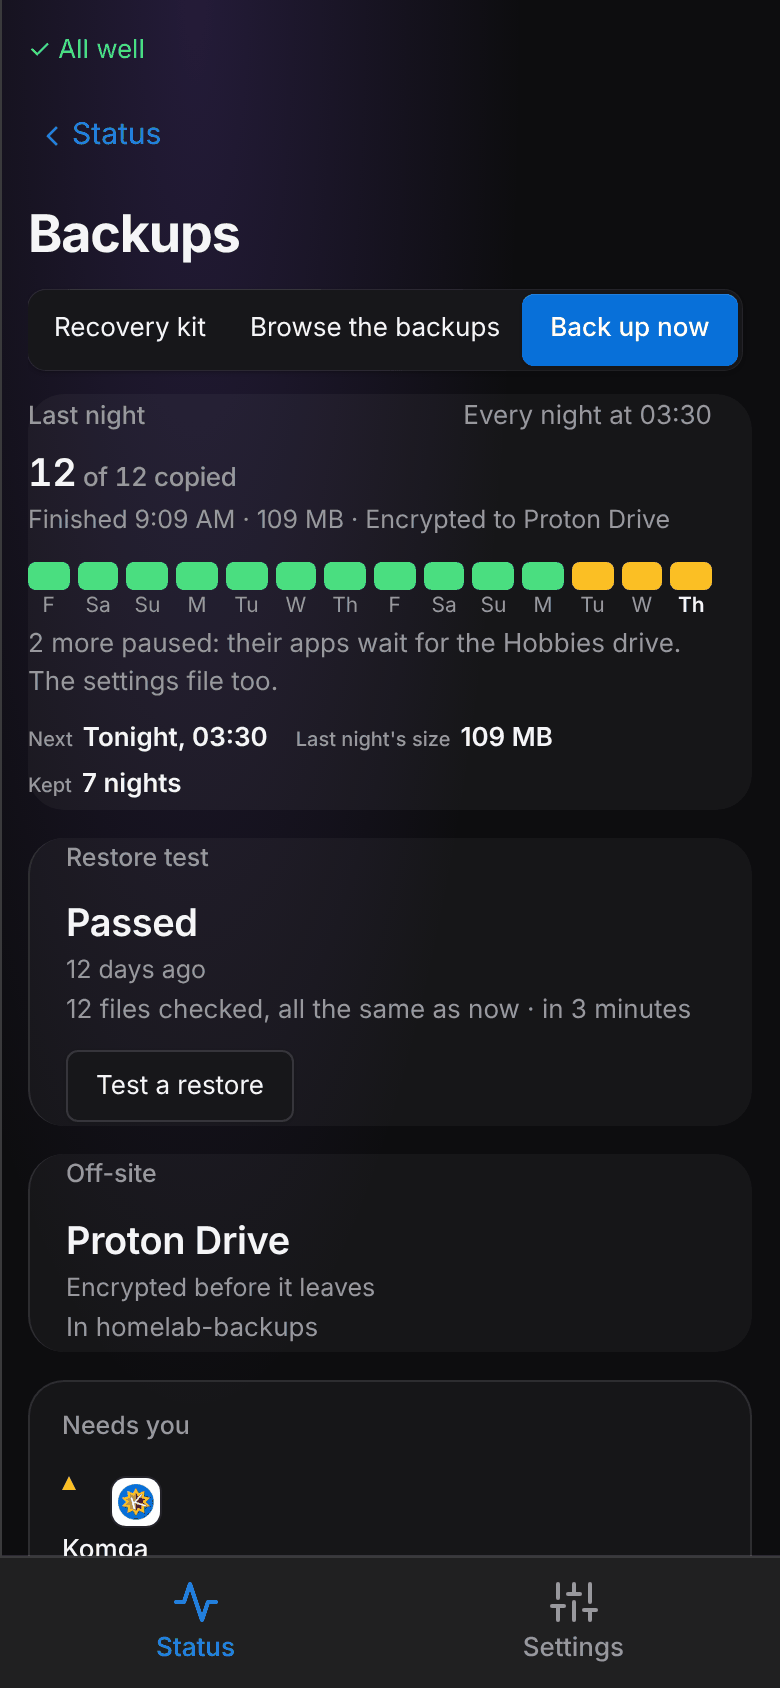 All well
Status
Backups
Recovery kit Browse the backups Back up now
Last night Every night at 03:30
12 of 12 copied
Finished 9:09 AM · 109 MB · Encrypted to Proton Drive
F Sa Su M Tu W Th F Sa Su M Tu W Th
2 more paused: their apps wait for the Hobbies drive.
The settings file too.
Next Tonight, 03:30 Last night's size 109 MB
Kept 7 nights
Restore test
Passed
12 days ago
12 files checked, all the same as now · in 3 minutes
Test a restore
Off-site
Proton Drive
Encrypted before it leaves
In homelab-backups
Needs you
K
Komga
Status Settings